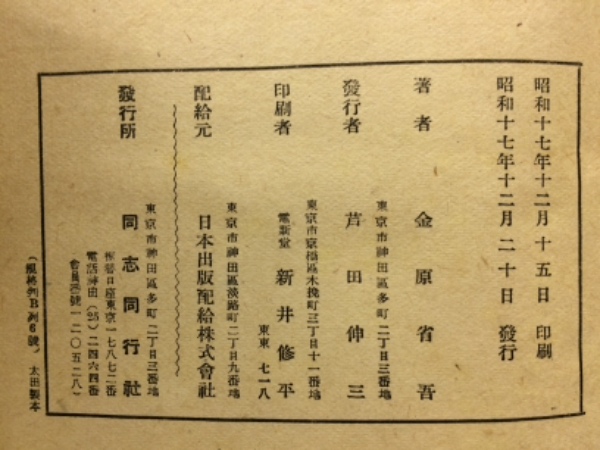 昭和十七年十二月十五日 印刷
昭和十七年十二月二十日 發行
著者 金原省吾
東京市神田區多町二丁目三番地
發行者 芦田伸三
東京市京橋區木挽町三丁目十一番地
印刷者 電新堂 新井修平
東東 七一八
東京市神田區淡路町二丁目九番地
配給元 日本出版配給株式會社
東京市神田區多町二丁目三番地
發行所 同志同行社
振替口座東京一七八七二番
電話神田(25)二四六四番
會員番號一二〇五二八)
(規格判B列6號) 太田製本